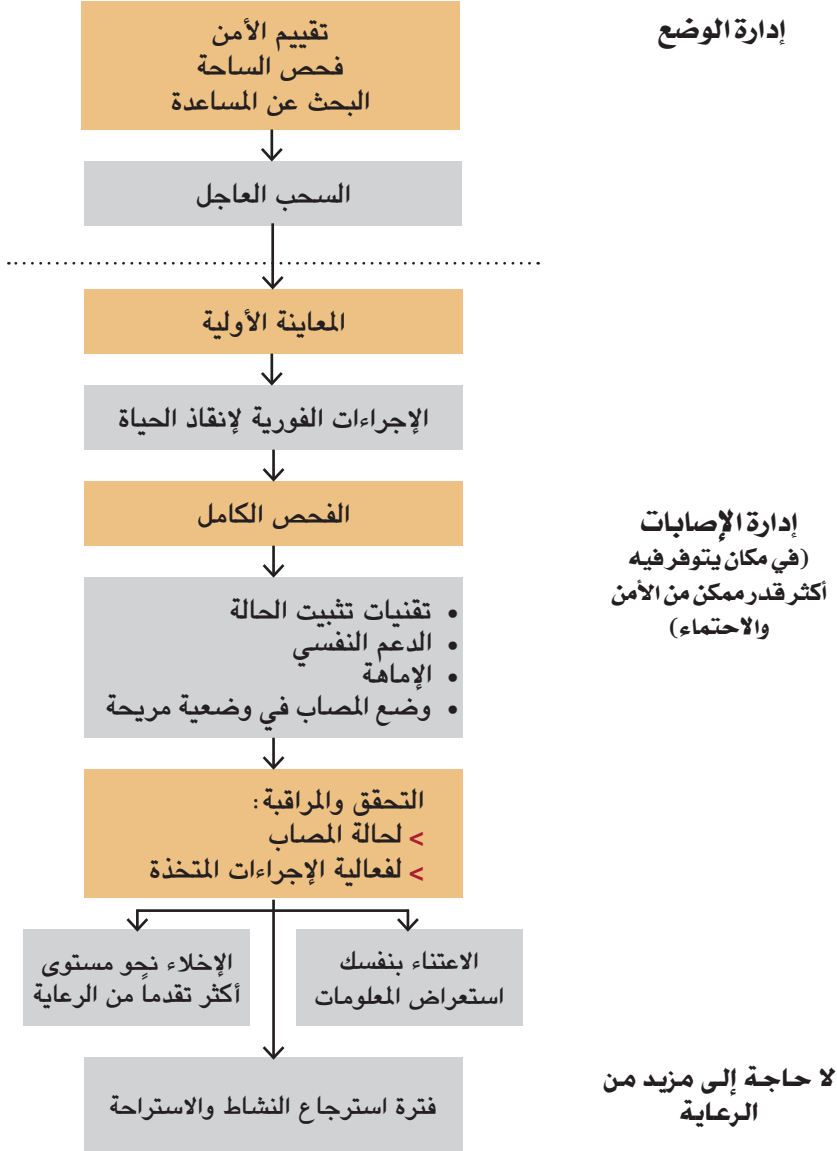 إدارة الوضع
تقييم الأمن
فحص الساحة
البحث عن المساعدة
السحب العاجل
المعاينة الأولية
الإجراءات الفورية لإنقاذ الحياة
الفحص الكامل
إدارة الإصابات
(في مكان يتوفر فيه
أكثر قدر ممكن من الأمن
والاحتماء)
• تقنيات تثبيت الحالة
• الدعم النفسي
• الإماهة
• وضع المصاب في وضعية مريحة
التحقق والمراقبة:
> لحالة المصاب
> لفعالية الإجراءات المتخذة
الاعتناء بنفسك
استعراض المعلومات
الإخلاء نحو مستوى
أكثر تقدماً من الرعاية
لا حاجة إلى مزيد من
الرعاية
فترة استرجاع النشاط والاستراحة